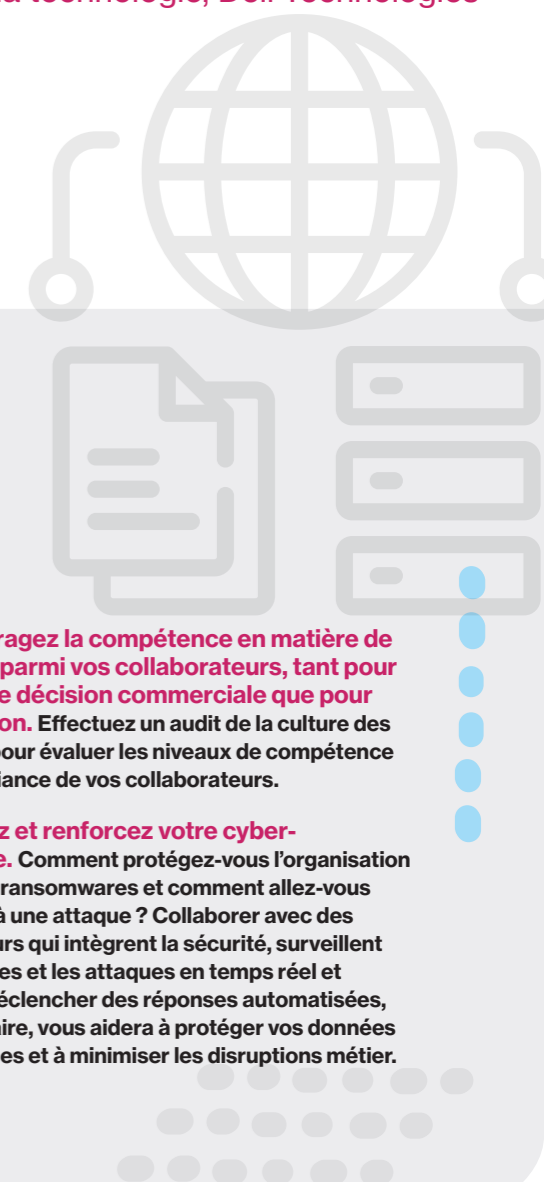 la technologie, Dell Technologies
ragez la compétence en matière de
parmi vos collaborateurs, tant pour
e décision commerciale que pour
on. Effectuez un audit de la culture des
pour évaluer les niveaux de compétence
iance de vos collaborateurs.
z et renforcez votre cyber-
e. Comment protégez-vous l’organisation
ransomwares et comment allez-vous
à une attaque ? Collaborer avec des
urs qui intègrent la sécurité, surveillent
es et les attaques en temps réel et
éclencher des réponses automatisées,
aire, vous aidera à protéger vos données
es et à minimiser les disruptions métier.